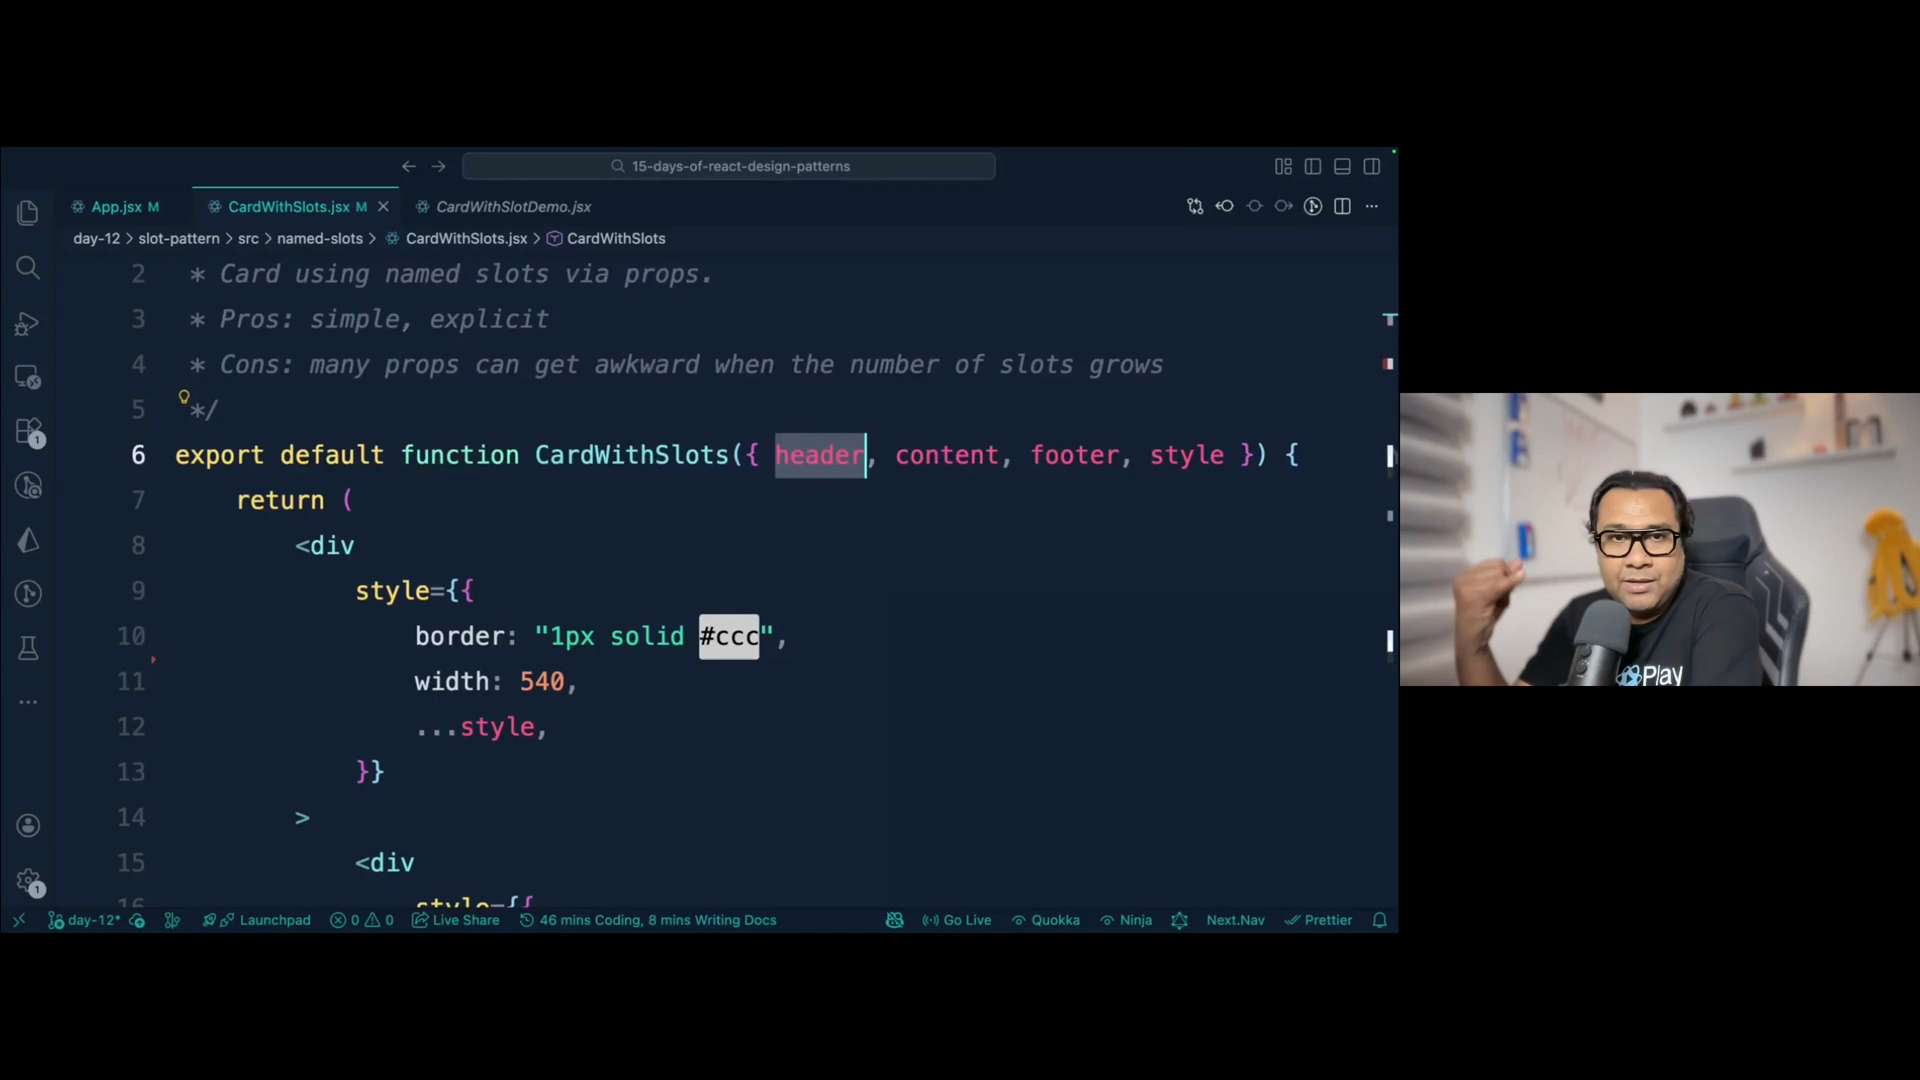 15-days-of-react-design-patterns
App.jsx M
CardWithSlots.jsx M
CardWithSlotDemo.jsx
day-12 > slot-pattern > src > named-slots > CardWithSlots.jsx > CardWithSlots
2 * Card using named slots via props.
3 * Pros: simple, explicit
4 * Cons: many props can get awkward when the number of slots grows
5 */
6 export default function CardWithSlots({ header, content, footer, style }) {
7 return (
8 <div
9 style={{
10 border: "1px solid #ccc",
11 width: 540,
12 ...style,
13 }}
14 >
15 <div
16 style={{
1
1
day-12* Launchpad 0 0 Live Share 46 mins Coding, 8 mins Writing Docs Go Live Quokka Ninja Next.Nav Prettier
Play